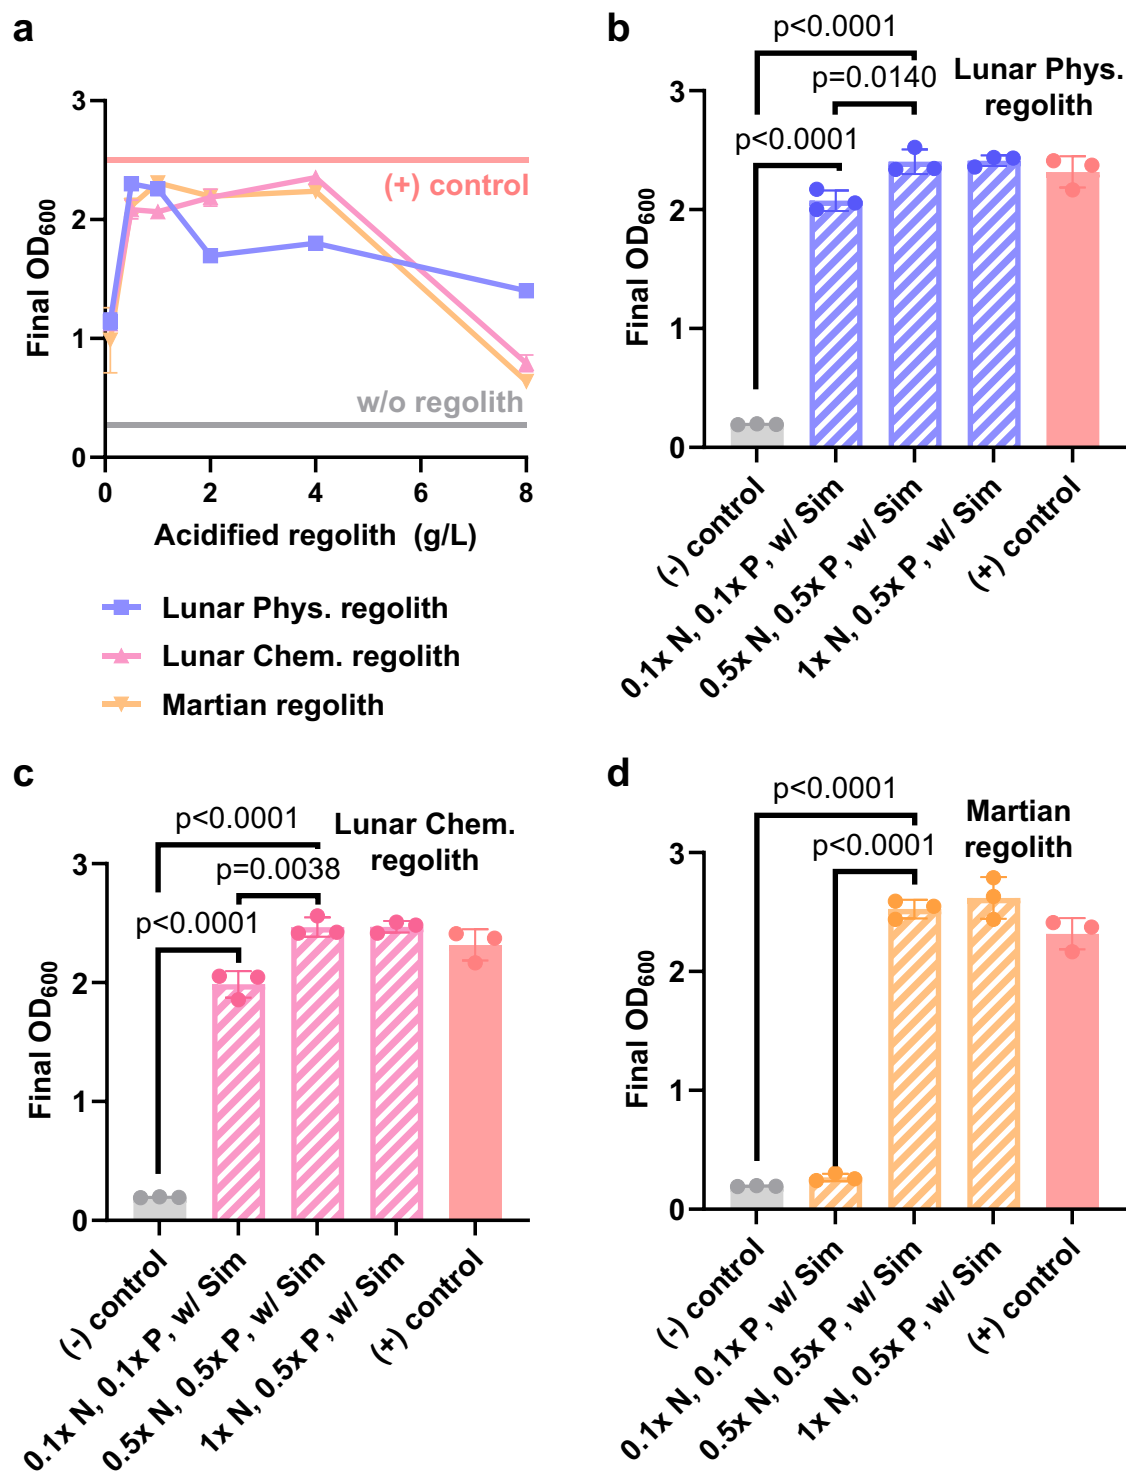 a
3
2
1
0
Final OD600
(+) control
w/o regolith
0 2 4 6 8
Acidified regolith (g/L)
Lunar Phys. regolith
Lunar Chem. regolith
Martian regolith
b
p<0.0001
p=0.0140
p<0.0001
Lunar Phys.
regolith
3
2
1
0
Final OD600
(-) control
0.1x N, 0.1x P, w/ Sim
0.5x N, 0.5x P, w/ Sim
1x N, 0.5x P, w/ Sim
(+) control
c
p<0.0001
p=0.0038
p<0.0001
Lunar Chem.
regolith
3
2
1
0
Final OD600
(-) control
0.1x N, 0.1x P, w/ Sim
0.5x N, 0.5x P, w/ Sim
1x N, 0.5x P, w/ Sim
(+) control
d
p<0.0001
p<0.0001
Martian
regolith
3
2
1
0
Final OD600
(-) control
0.1x N, 0.1x P, w/ Sim
0.5x N, 0.5x P, w/ Sim
1x N, 0.5x P, w/ Sim
(+) control